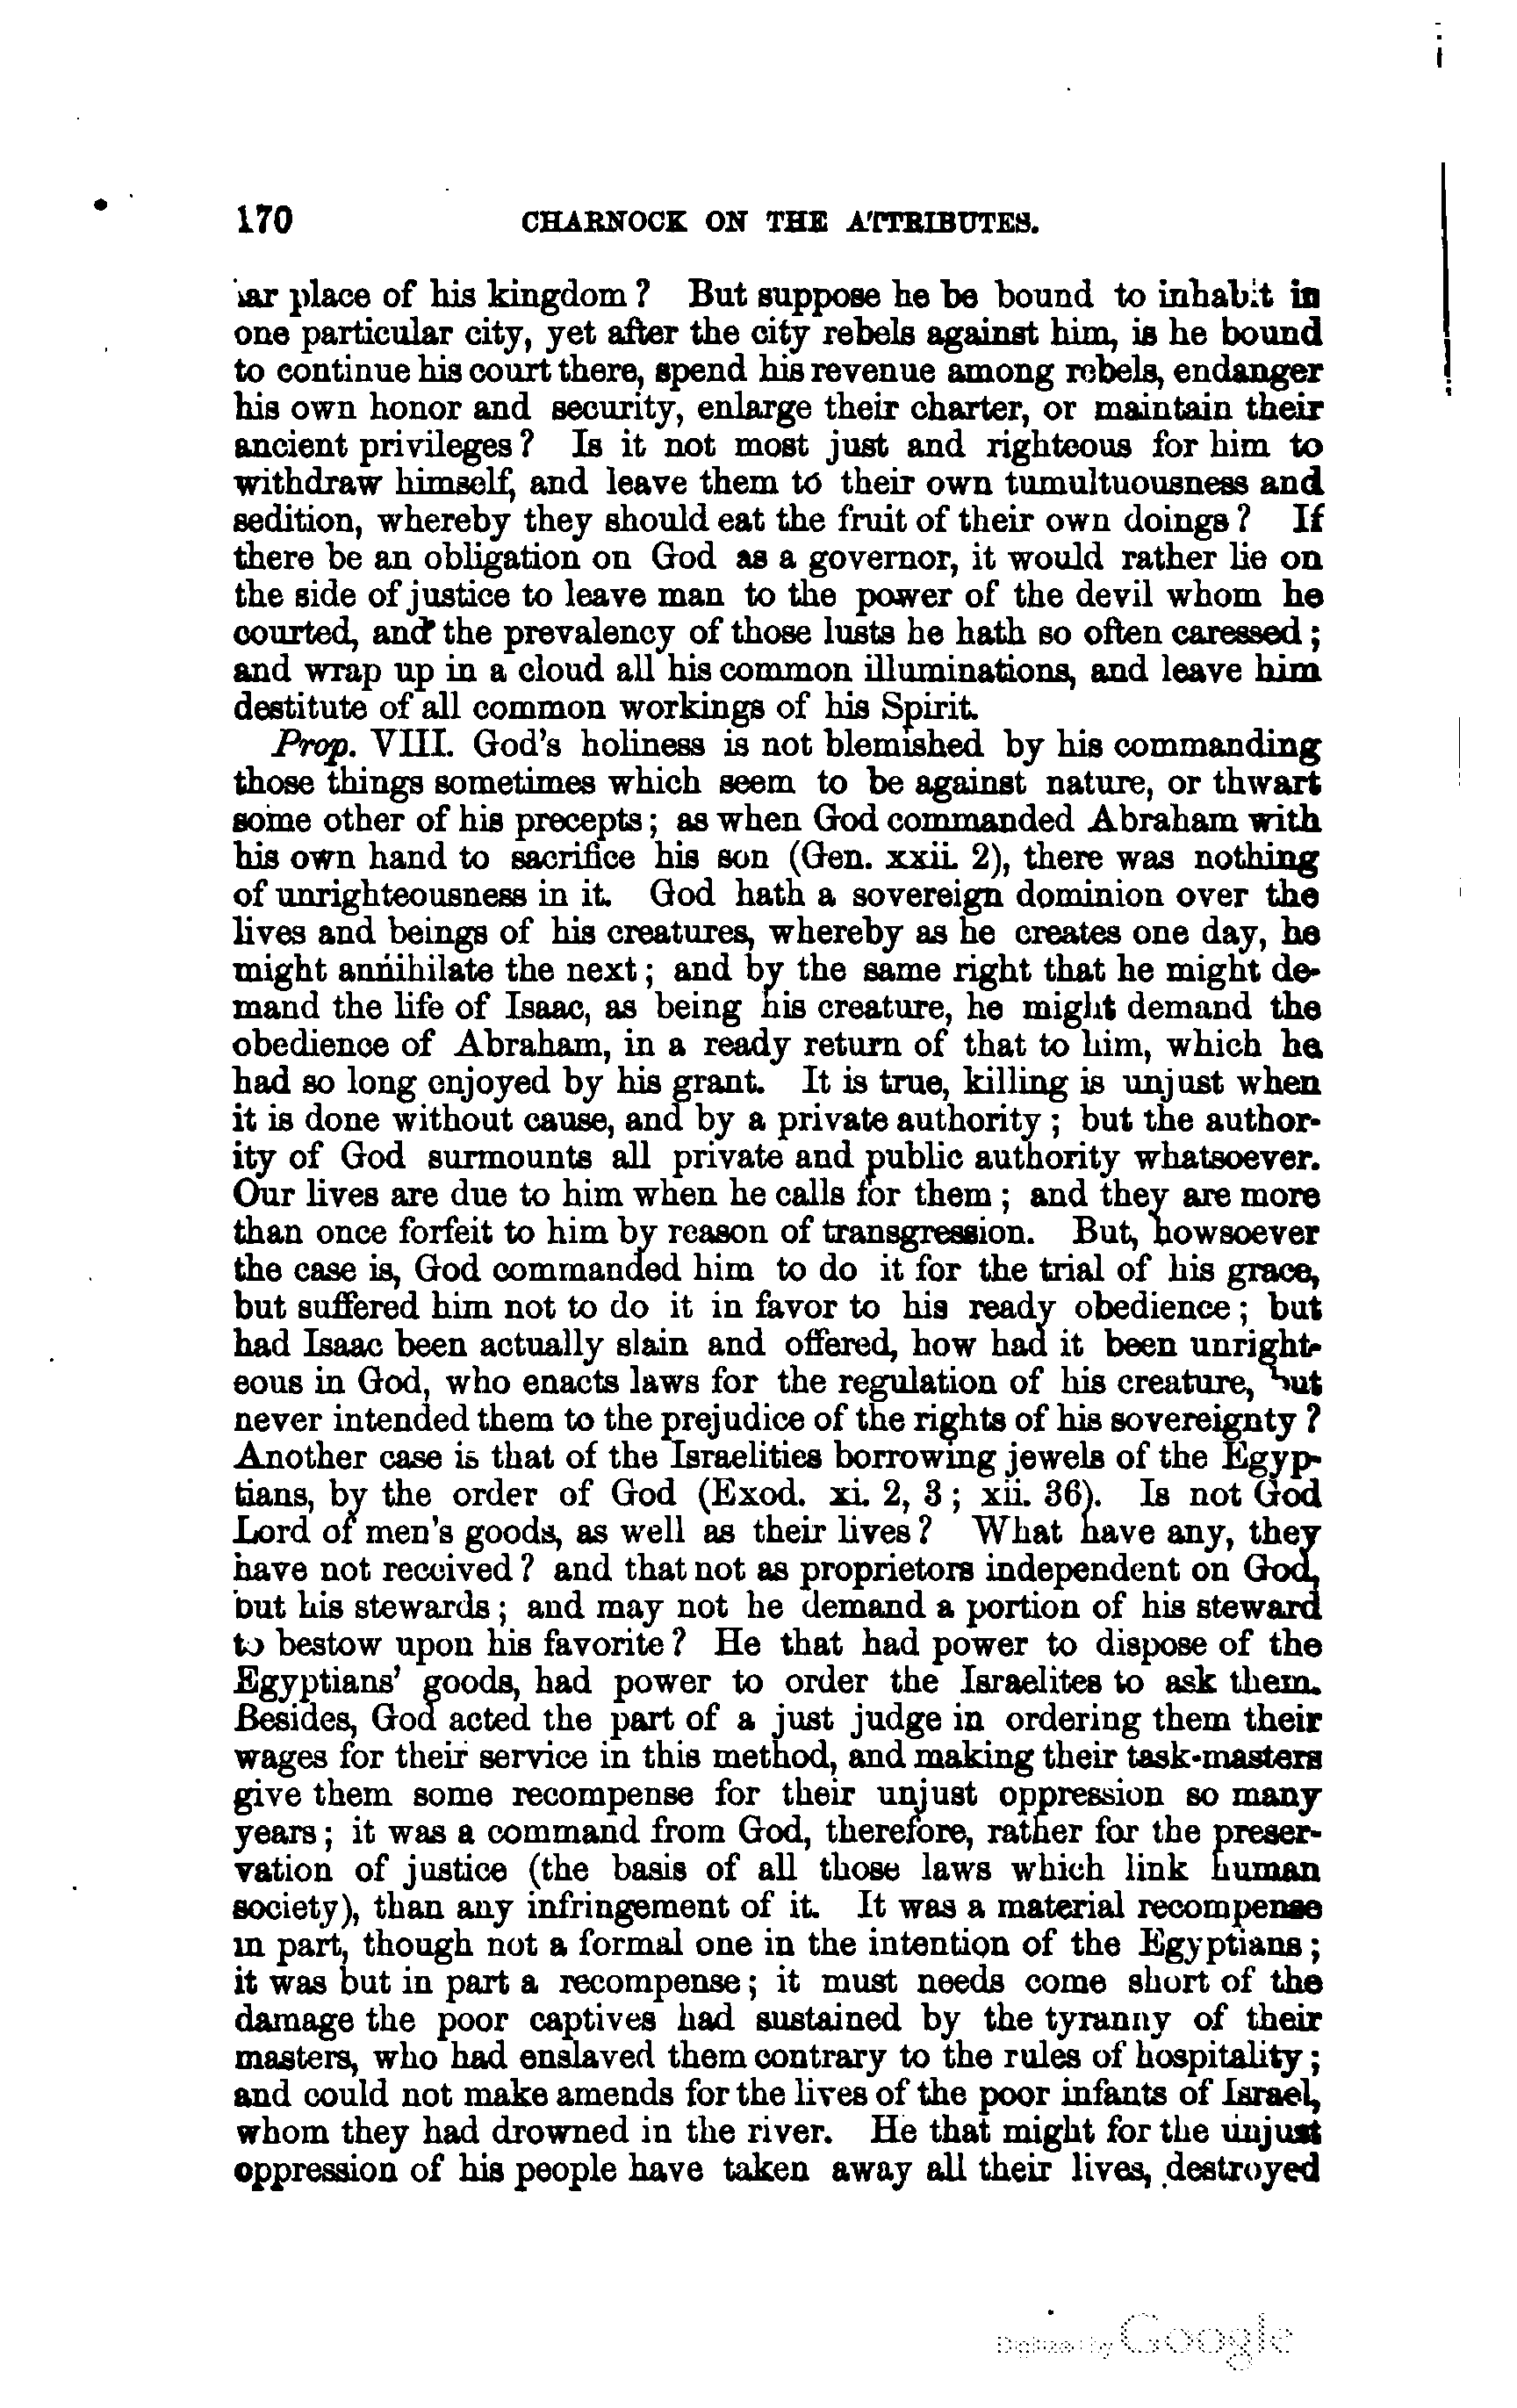 170 CHARNOCK ON THE ATTRIBUTES.
ar place of his kingdom? But suppose he be bound to inhabit in
one particular city, yet after the city rebels against him, is he bound
to continue his court there, spend his revenue among rebels, endanger
his own honor and security, enlarge their charter, or maintain their
ancient privileges? Is it not most just and righteous for him to
withdraw himself, and leave them to their own tumultuousness and
sedition, whereby they should eat the fruit of their own doings? If
there be an obligation on God as a governor, it would rather lie on
the side of justice to leave man to the power of the devil whom he
courted, and the prevalency of those lusts he hath so often caressed;
and wrap up in a cloud all his common illuminations, and leave him
destitute of all common workings of his Spirit.
Prop. VIII. God's holiness is not blemished by his commanding
those things sometimes which seem to be against nature, or thwart
some other of his precepts; as when God commanded Abraham with
his own hand to sacrifice his son (Gen. xxii. 2), there was nothing
of unrighteousness in it. God hath a sovereign dominion over the
lives and beings of his creatures, whereby as he creates one day, he
might annihilate the next; and by the same right that he might de-
mand the life of Isaac, as being his creature, he might demand the
obedience of Abraham, in a ready return of that to him, which he
had so long enjoyed by his grant. It is true, killing is unjust when
it is done without cause, and by a private authority; but the author-
ity of God surmounts all private and public authority whatsoever.
Our lives are due to him when he calls for them; and they are more
than once forfeit to him by reason of transgression. But, howsoever
the case is, God commanded him to do it for the trial of his grace,
but suffered him not to do it in favor to his ready obedience; but
had Isaac been actually slain and offered, how had it been unright-
eous in God, who enacts laws for the regulation of his creature, but
never intended them to the prejudice of the rights of his sovereignty?
Another case is that of the Israelities borrowing jewels of the Egyp-
tians, by the order of God (Exod. xi. 2, 3; xii. 36). Is not God
Lord of men's goods, as well as their lives? What have any, they
have not received? and that not as proprietors independent on God,
but his stewards; and may not he demand a portion of his steward
to bestow upon his favorite? He that had power to dispose of the
Egyptians' goods, had power to order the Israelites to ask them.
Besides, God acted the part of a just judge in ordering them their
wages for their service in this method, and making their task-masters
give them some recompense for their unjust oppression so many
years; it was a command from God, therefore, rather for the preser-
vation of justice (the basis of all those laws which link human
society), than any infringement of it. It was a material recompense
in part, though not a formal one in the intention of the Egyptians;
it was but in part a recompense; it must needs come short of the
damage the poor captives had sustained by the tyranny of their
masters, who had enslaved them contrary to the rules of hospitality;
and could not make amends for the lives of the poor infants of Israel,
whom they had drowned in the river. He that might for the unjust
oppression of his people have taken away all their lives, destroyed
Digitized by Google